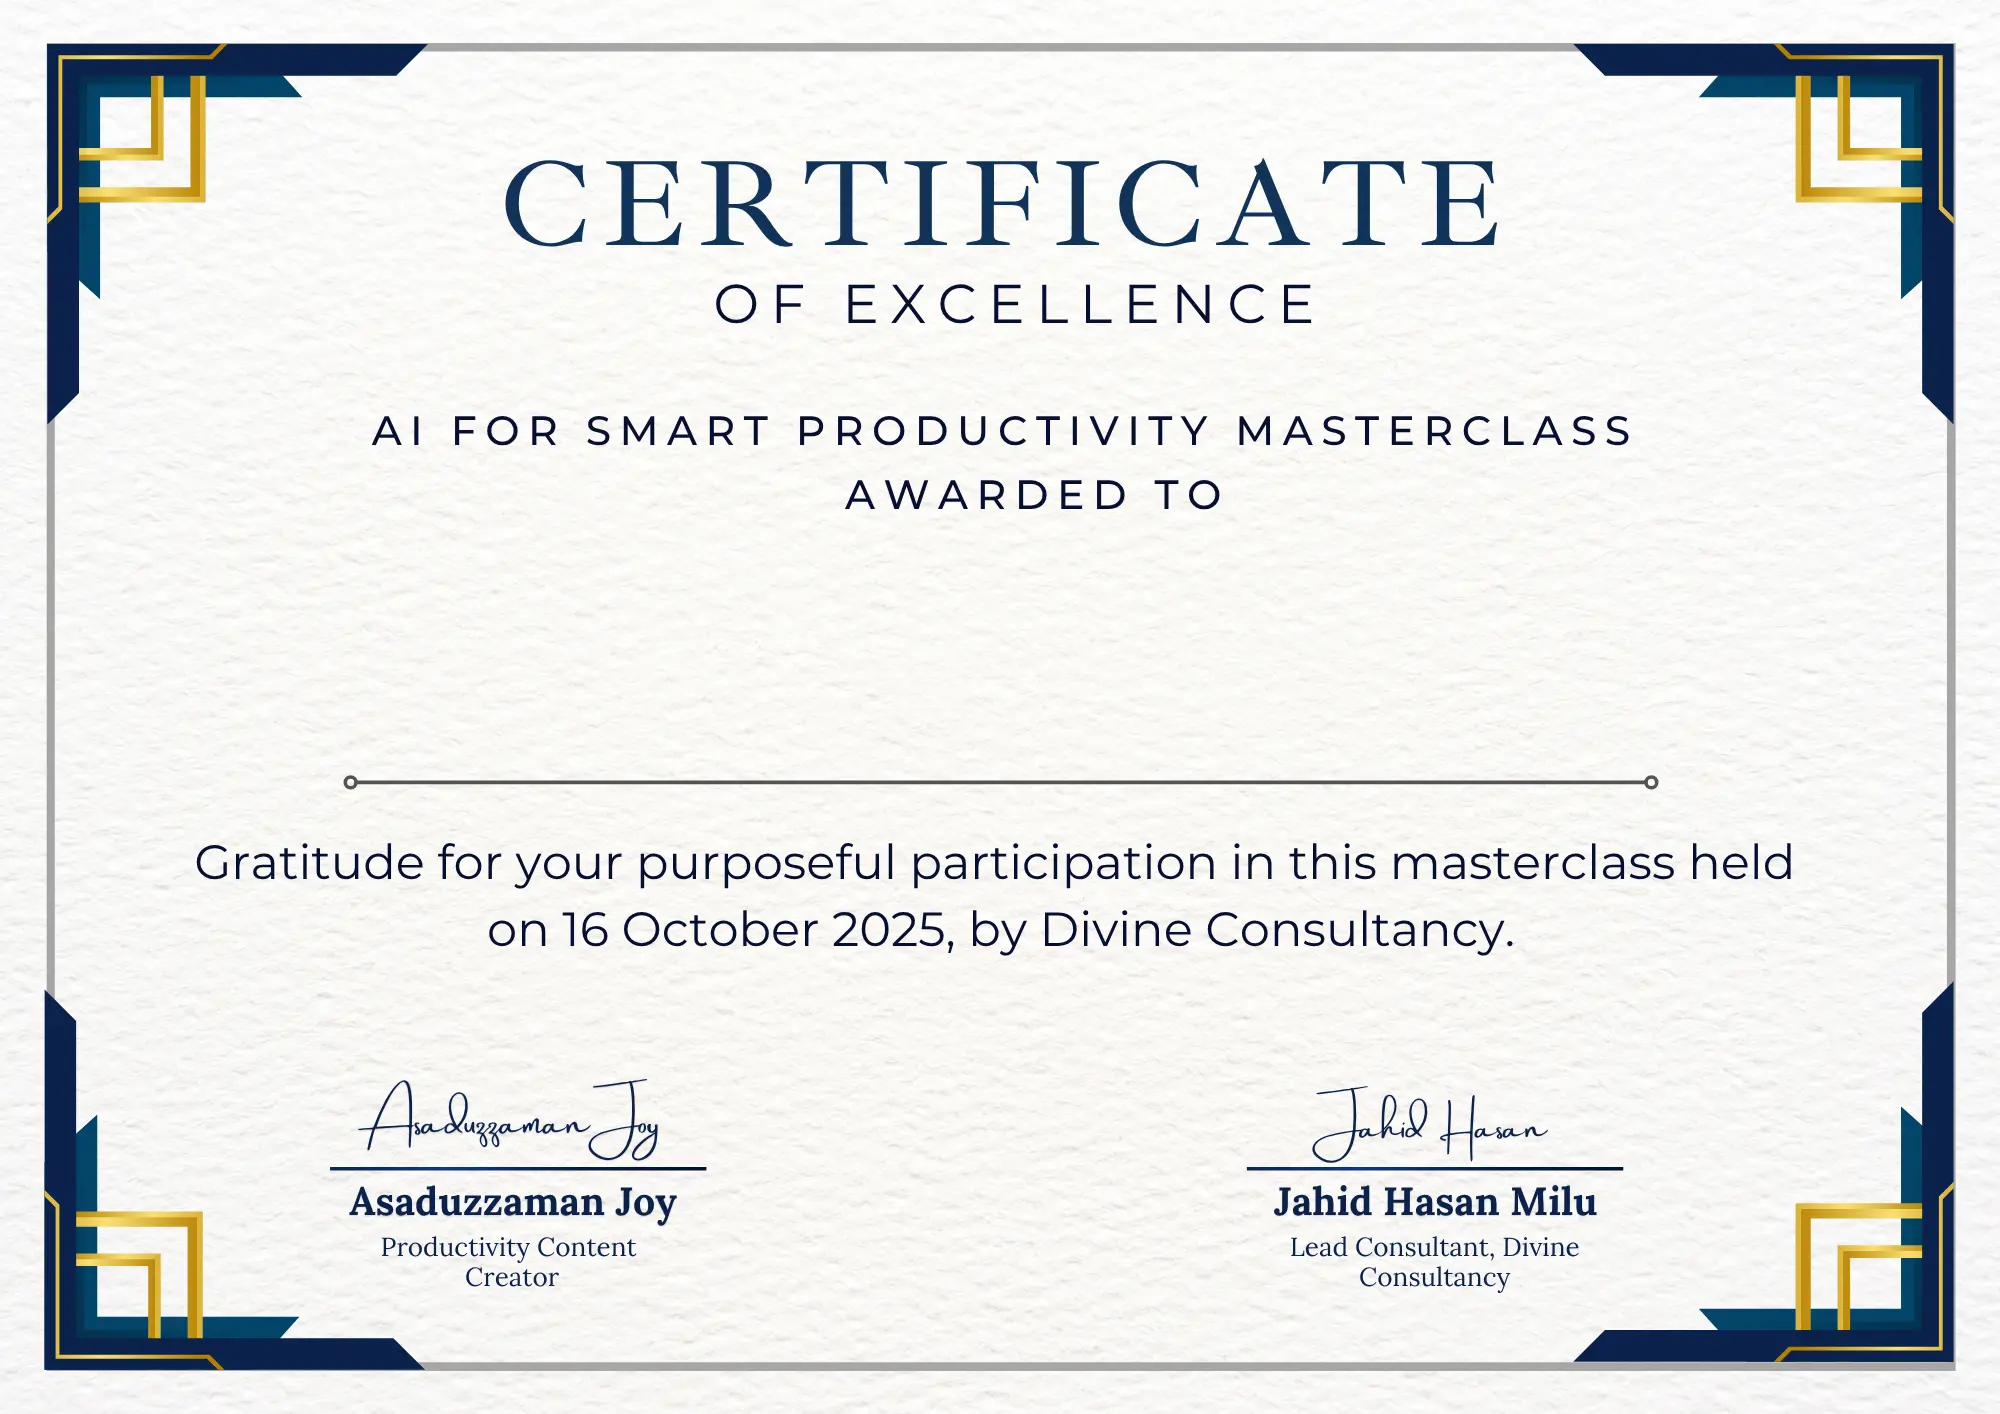 CERTIFICATE
OF EXCELLENCE
AI FOR SMART PRODUCTIVITY MASTERCLASS
AWARDED TO
Gratitude for your purposeful participation in this masterclass held
on 16 October 2025, by Divine Consultancy.
Asaduzzaman Joy
Asaduzzaman Joy
Productivity Content
Creator
Jahid Hasan
Jahid Hasan Milu
Lead Consultant, Divine
Consultancy